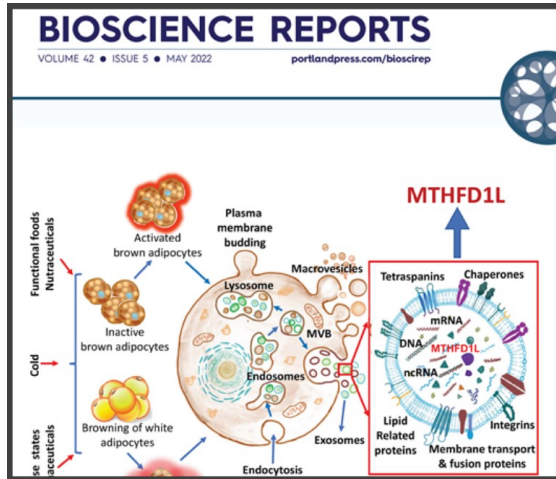 BIOSCIENCE REPORTS
VOLUME 42 ● ISSUE 5 ● MAY 2022
portlandpress.com/bioscirep
MTHFD1L
Functional foods
Nutraceuticals
Activated
brown adipocytes
Plasma
membrane
budding
Macrovesicles
Lysosome
Tetraspanins
Chaperones
mRNA
DNA
MTHFD1L
ncRNA
Inactive
brown adipocytes
MVB
Cold
Endosomes
Browning of white
adipocytes
Exosomes
Endocytosis
Lipid
Related
proteins
Integrins
Membrane transport
& fusion proteins
se states
aceuticals